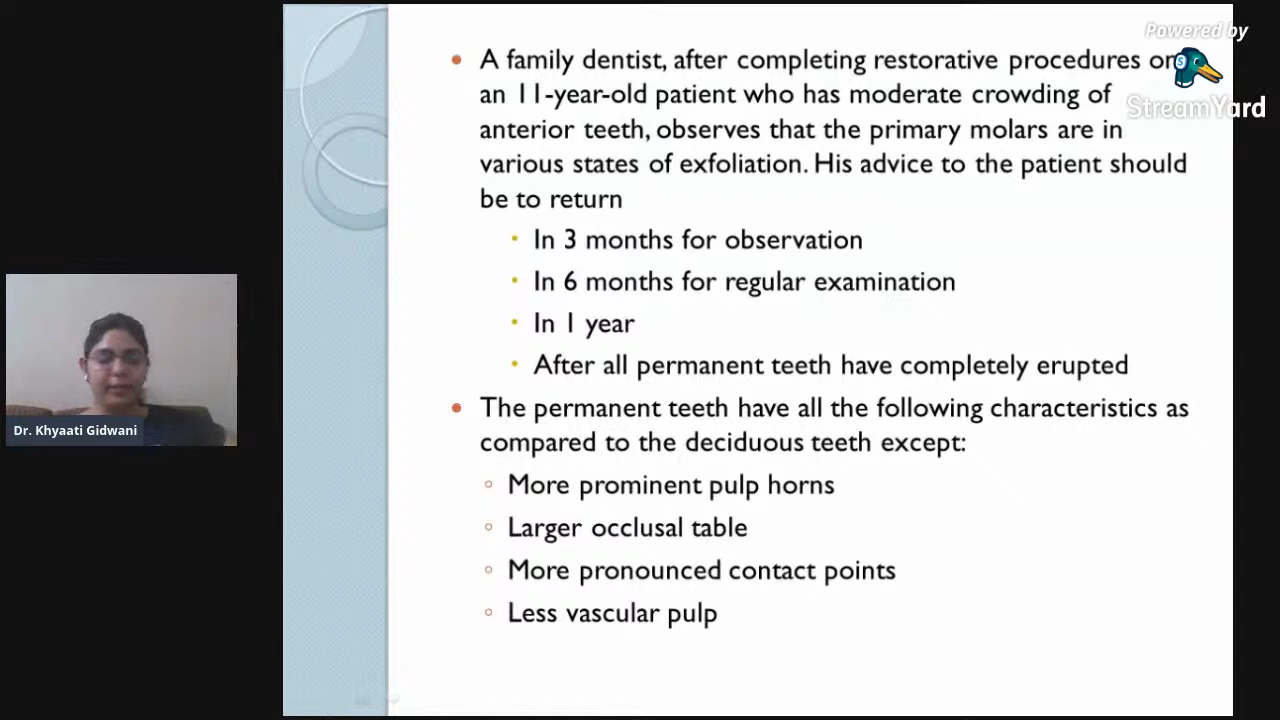 Powered by
StreamYard
A family dentist, after completing restorative procedures on
an 11-year-old patient who has moderate crowding of
anterior teeth, observes that the primary molars are in
various states of exfoliation. His advice to the patient should
be to return
In 3 months for observation
In 6 months for regular examination
In 1 year
After all permanent teeth have completely erupted
The permanent teeth have all the following characteristics as
compared to the deciduous teeth except:
More prominent pulp horns
Larger occlusal table
More pronounced contact points
Less vascular pulp
Dr. Khyaati Gidwani